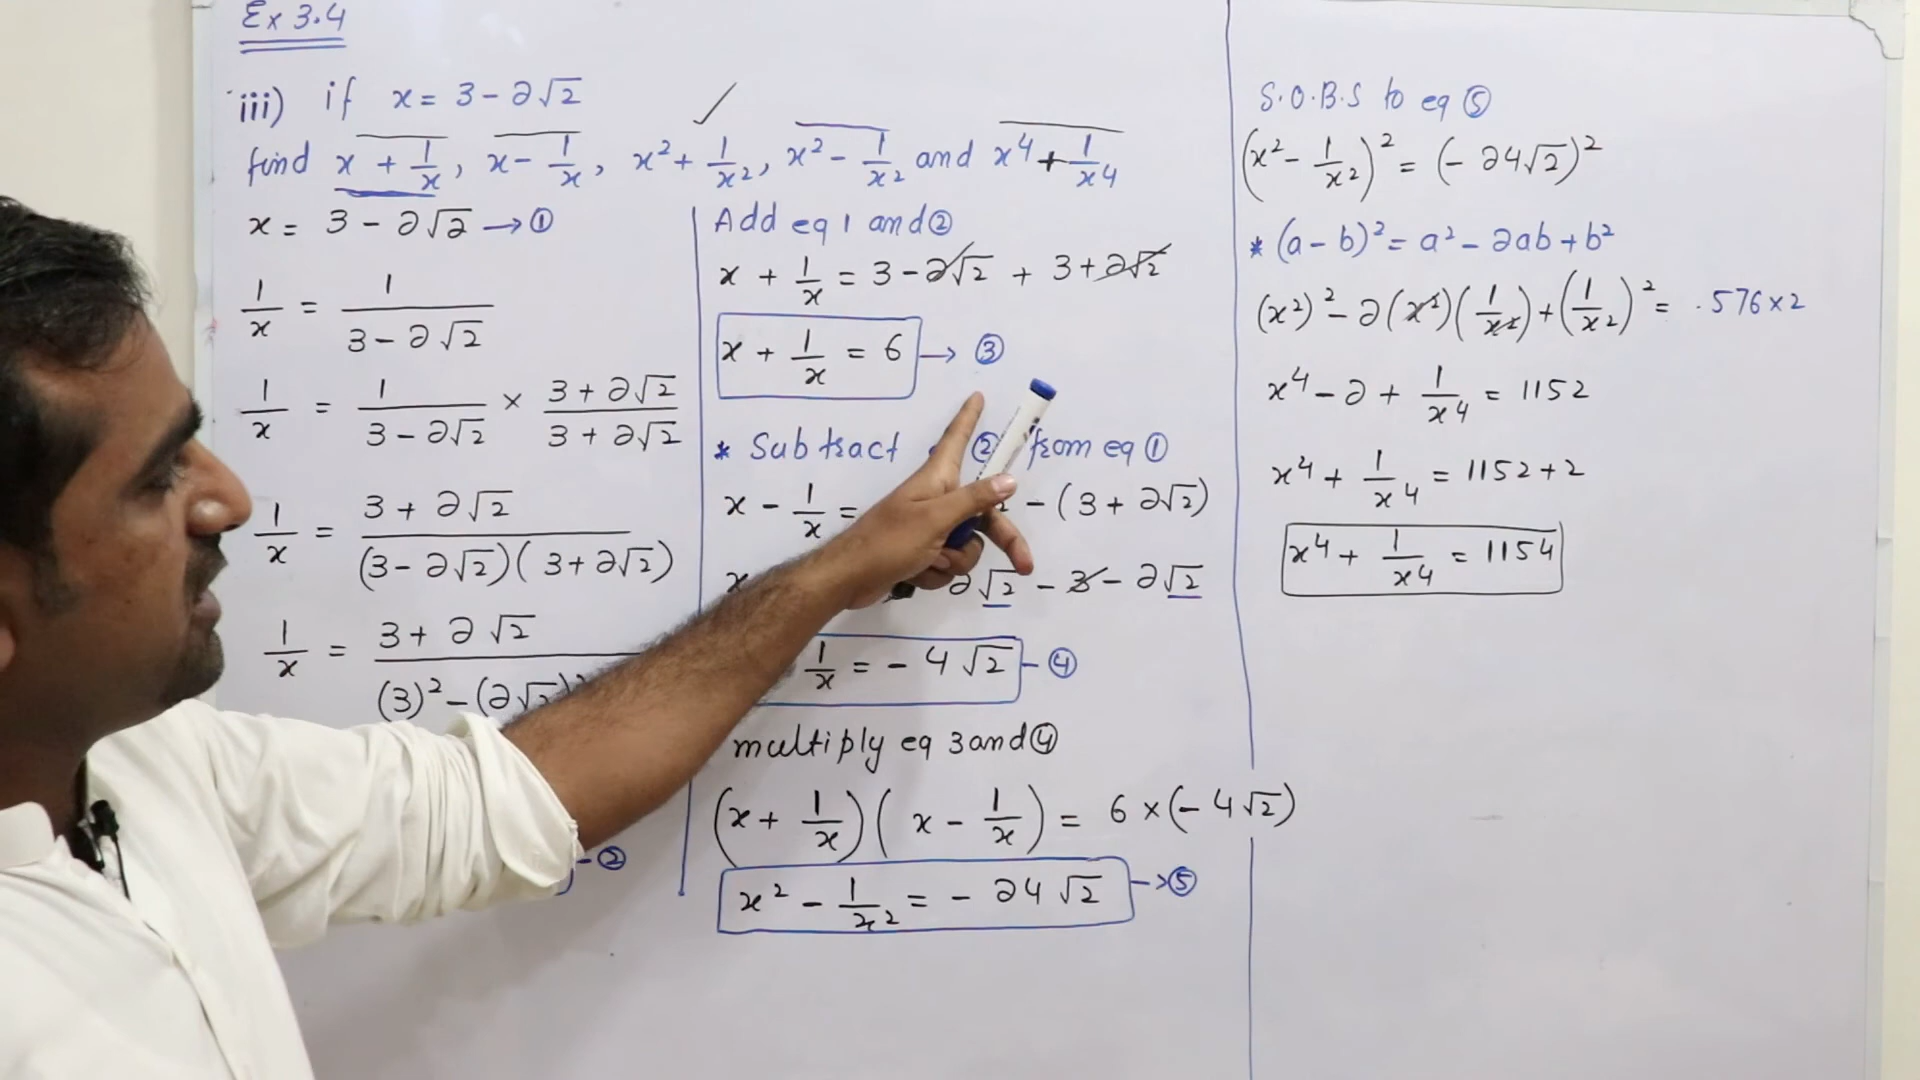 Ex 3.4
iii) if x = 3 - 2√2
find x + 1/x, x - 1/x, x² + 1/x², x² - 1/x² and x⁴ + 1/x⁴
x = 3 - 2√2 → ①
1/x = 1/(3 - 2√2)
1/x = 1/(3 - 2√2) × (3 + 2√2)/(3 + 2√2)
1/x = (3 + 2√2)/((3 - 2√2)(3 + 2√2))
1/x = (3 + 2√2)/((3)² - (2√2)²
- ②
Add eq 1 and ②
x + 1/x = 3 - 2√2 + 3 + 2√2
x + 1/x = 6 → ③
* Subtract ② from eq ①
x - 1/x = - (3 + 2√2)
x 2√2 - 3 - 2√2
1/x = - 4√2 - ④
multiply eq 3 and ④
(x + 1/x)(x - 1/x) = 6 × (- 4√2)
x² - 1/x² = - 24√2 → ⑤
S.O.B.S to eq ⑤
(x² - 1/x²)² = (- 24√2)²
* (a - b)² = a² - 2ab + b²
(x²)² - 2(x²)(1/x²) + (1/x²)² = .576 × 2
x⁴ - 2 + 1/x⁴ = 1152
x⁴ + 1/x⁴ = 1152 + 2
x⁴ + 1/x⁴ = 1154